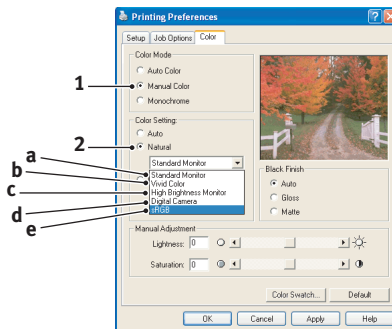 Printing Preferences
Setup Job Options Color
Color Mode
Auto Color
1 Manual Color
Monochrome
Color Setting:
Auto
2 Natural
Standard Monitor
a Standard Monitor
b Vivid Color
c High Brightness Monitor
d Digital Camera
e sRGB
Black Finish
Auto
Gloss
Matte
Manual Adjustment
Lightness: 0
Saturation: 0
Color Swatch... Default
OK Cancel Apply Help